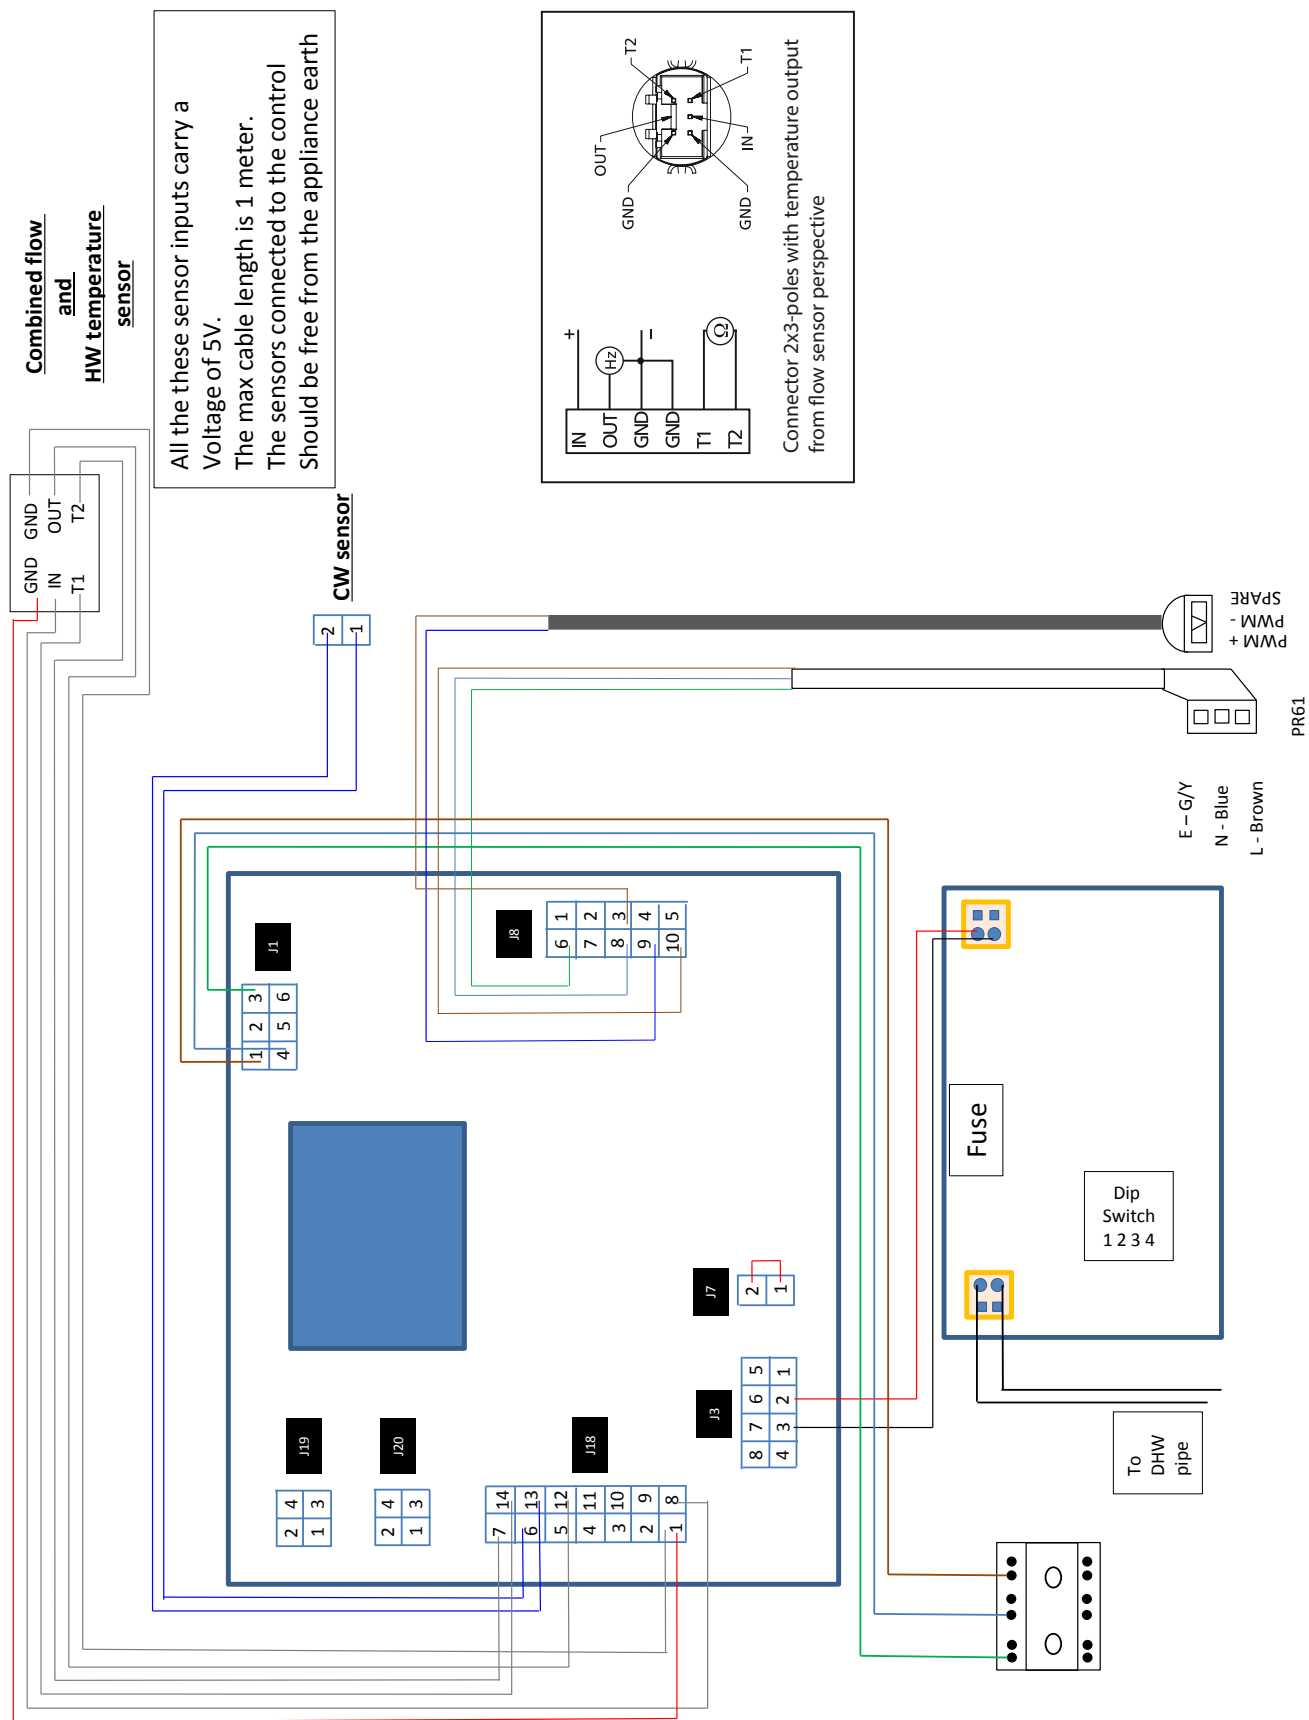 Combined flow
and
HW temperature
sensor
GND GND
IN OUT
T1 T2
All the these sensor inputs carry a
Voltage of 5V.
The max cable length is 1 meter.
The sensors connected to the control
Should be free from the appliance earth
CW sensor
2
1
IN
OUT
GND
GND
T1
T2
+
Hz
−
Ω
GND
OUT
T2
GND
IN
T1
Connector 2x3-poles with temperature output
from flow sensor perspective
J19
2 4
1 3
J20
2 4
1 3
J18
7 14
6 13
5 12
4 11
3 10
2 9
1 8
J1
1 2 3
4 5 6
J8
6 1
7 2
8 3
9 4
10 5
J7
2
1
J3
8 7 6 5
4 3 2 1
Fuse
Dip
Switch
1 2 3 4
To
DHW
pipe
E – G/Y
N - Blue
L - Brown
PR61
PWM +
PWM -
SPARE